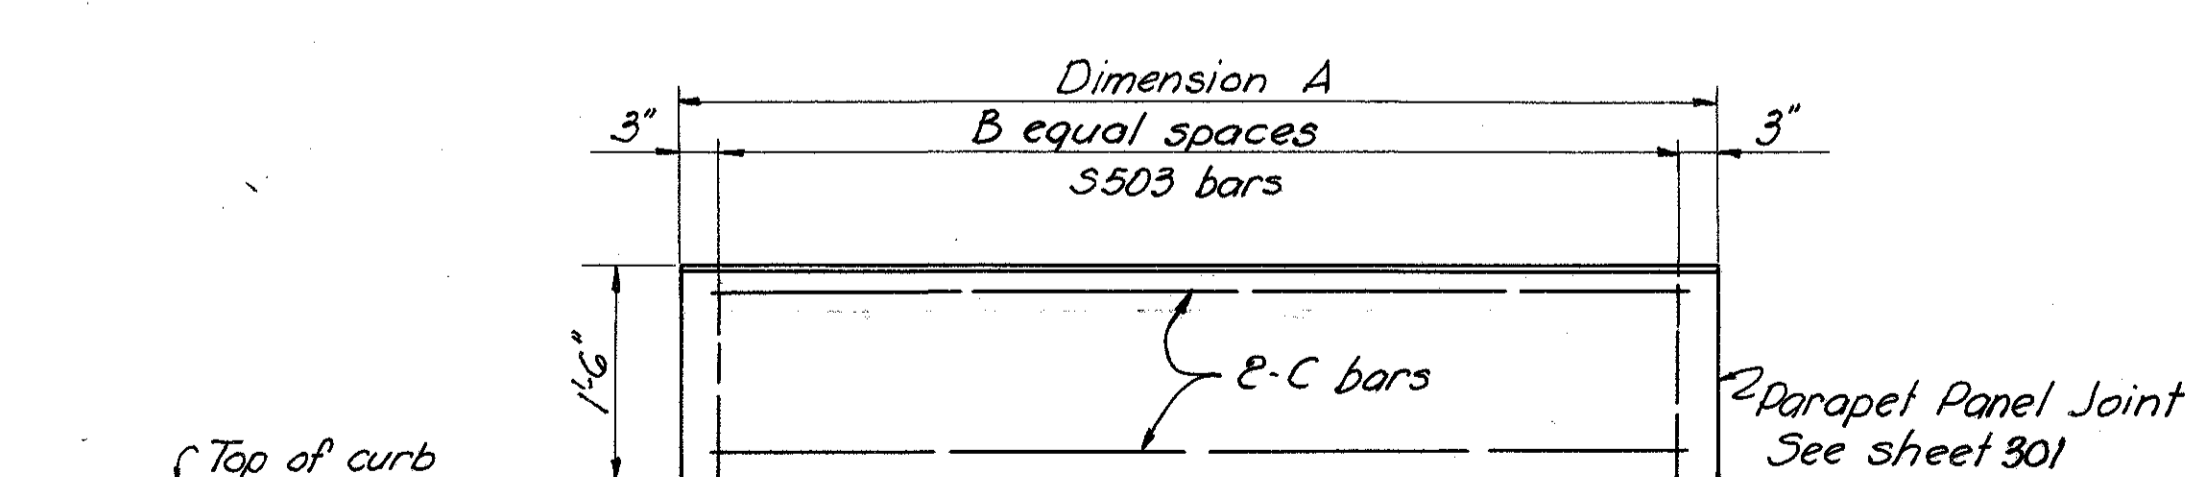 Dimension A
3" B equal spaces 3"
S503 bars
1'-6"
2-C bars
Parapet Panel Joint
See sheet 301
Top of curb